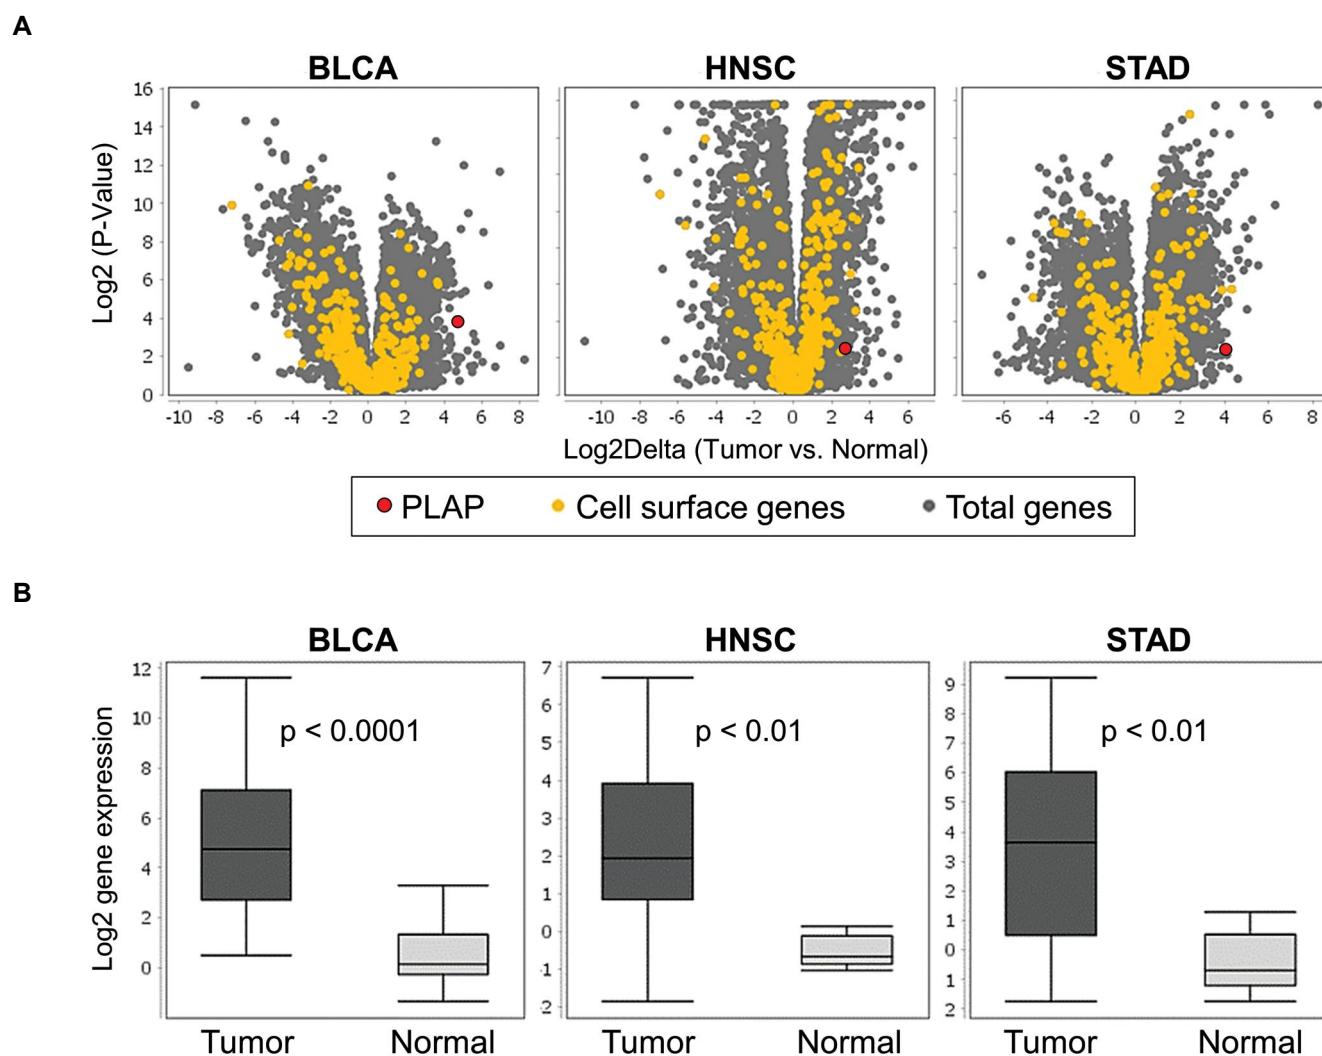 A
BLCA HNSC STAD
Log2 (P-Value)
16
14
12
10
8
6
4
2
0
-10 -8 -6 -4 -2 0 2 4 6 8
-10 -8 -6 -4 -2 0 2 4 6
-6 -4 -2 0 2 4 6 8
Log2Delta (Tumor vs. Normal)
PLAP Cell surface genes Total genes
B
BLCA HNSC STAD
Log2 gene expression
12
10
8
6
4
2
0
p < 0.0001
7
6
5
4
3
2
1
0
-1
-2
p < 0.01
9
8
7
6
5
4
3
2
1
0
1
2
p < 0.01
Tumor Normal Tumor Normal Tumor Normal